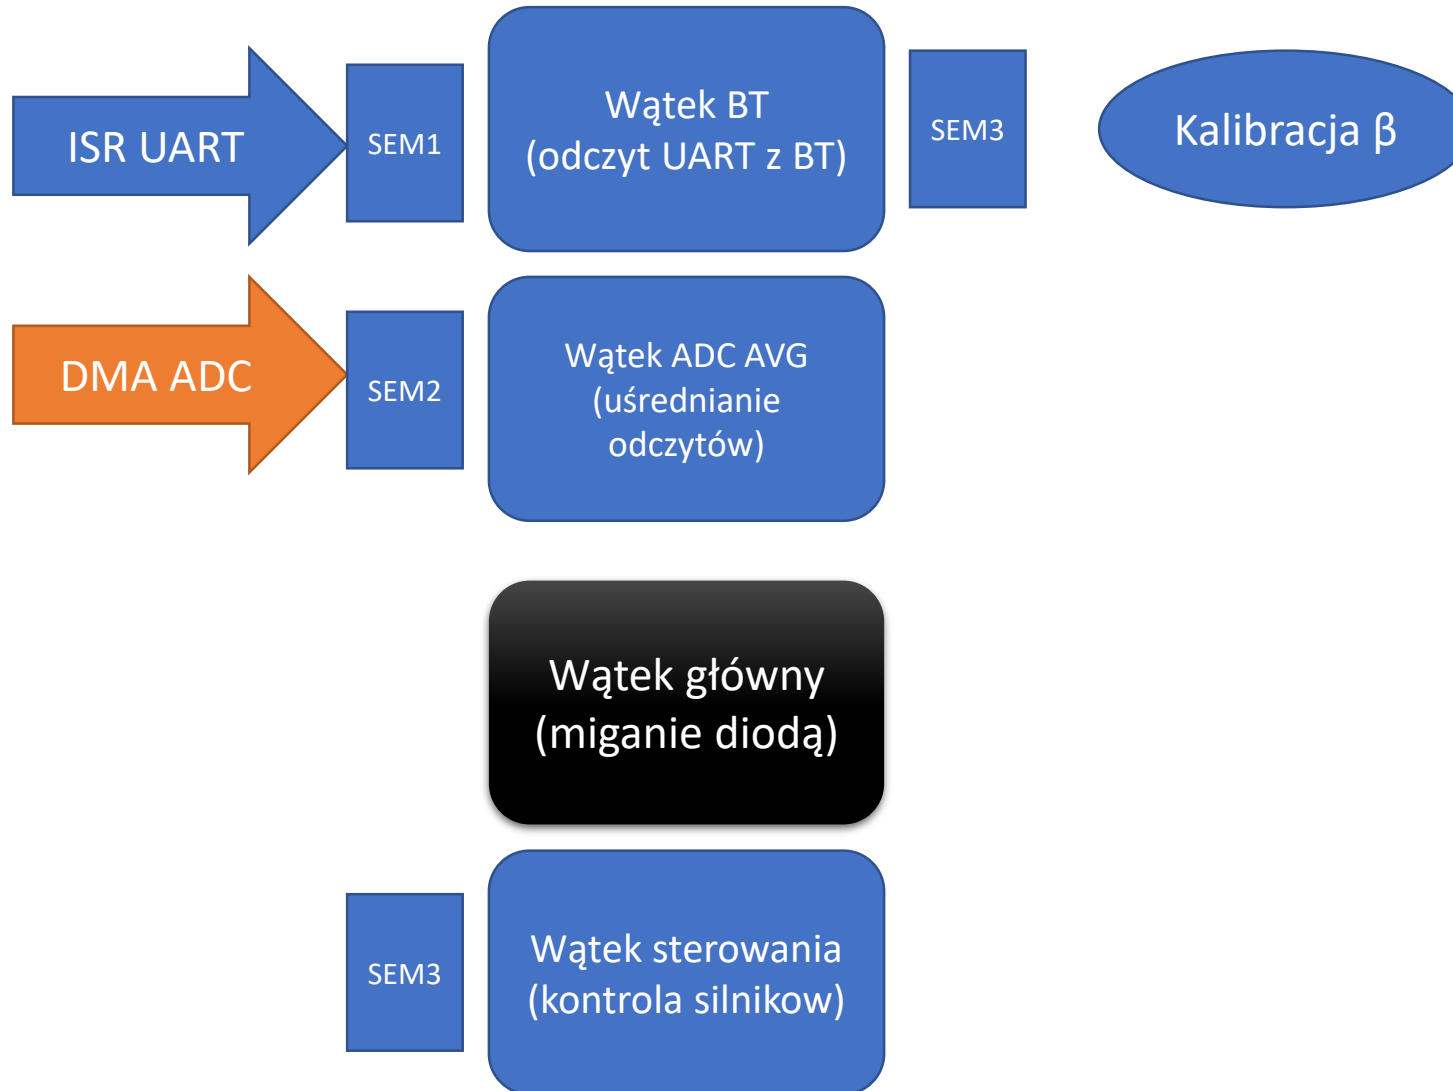 ISR UART
SEM1
Wątek BT
(odczyt UART z BT)
SEM3
Kalibracja β
DMA ADC
SEM2
Wątek ADC AVG
(uśrednianie
odczytów)
Wątek główny
(miganie diodą)
SEM3
Wątek sterowania
(kontrola silnikow)